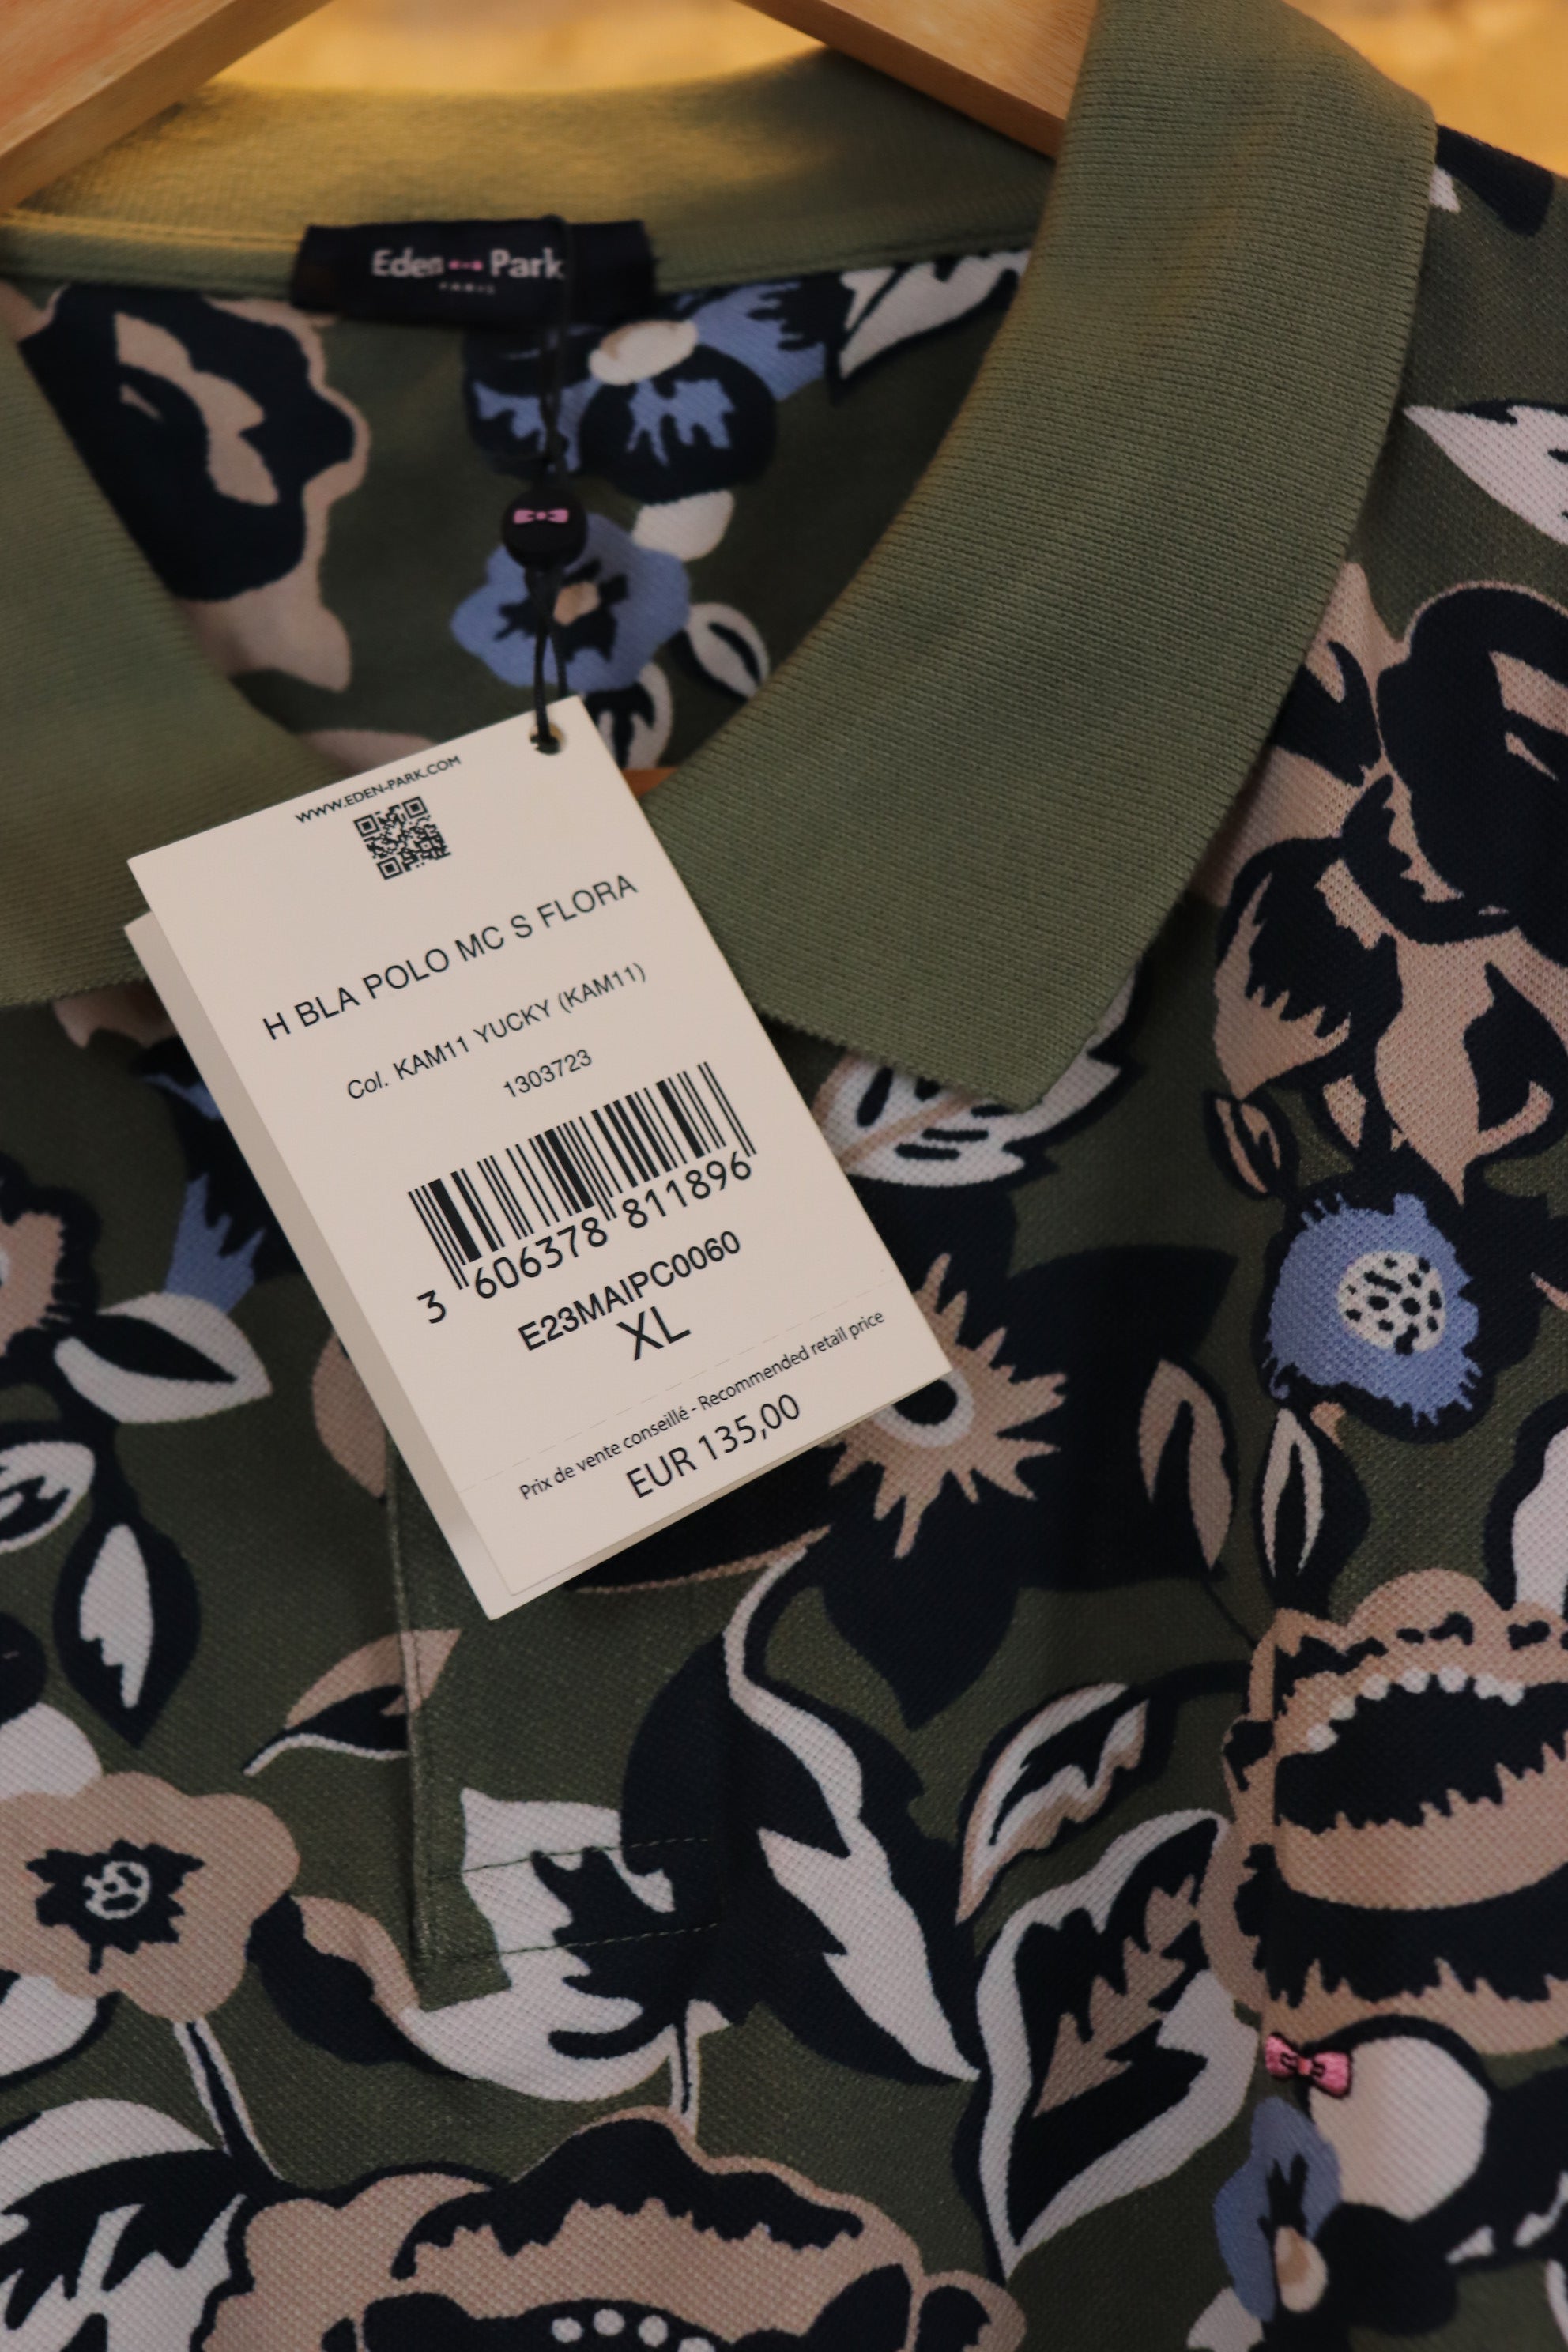 Eden Park
PARIS
WWW.EDEN-PARK.COM
H BLA POLO MC S FLORA
Col. KAM11 YUCKY (KAM11)
1303723
3 606378 811896
E23MAIPC0060
XL
Prix de vente conseillé - Recommended retail price
EUR 135,00